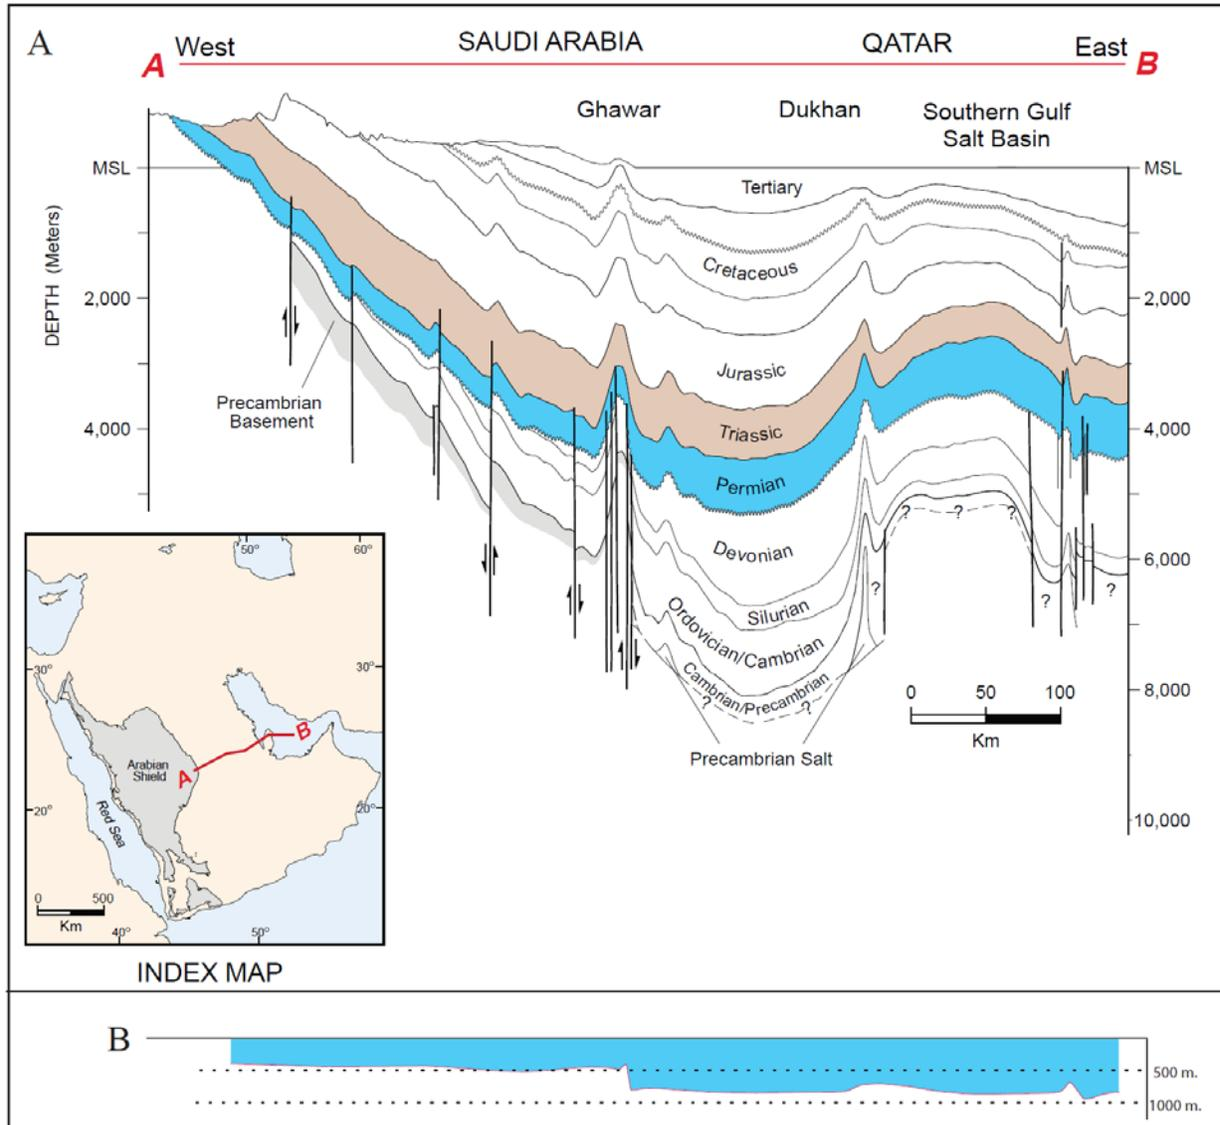 A
West
SAUDI ARABIA
QATAR
East
A
B
Ghawar
Dukhan
Southern Gulf
Salt Basin
MSL
MSL
Tertiary
DEPTH (Meters)
Cretaceous
2,000
2,000
Jurassic
Precambrian
Basement
4,000
4,000
Triassic
Permian
? ? ?
Devonian
6,000
?
? ?
Silurian
Ordovician/Cambrian
Cambrian/Precambrian
? ?
8,000
0 50 100
Km
Precambrian Salt
10,000
50° 60°
30° 30°
Arabian
Shield
A
B
Red Sea
20° 20°
0 500
Km
40° 50°
INDEX MAP
B
500 m.
1000 m.